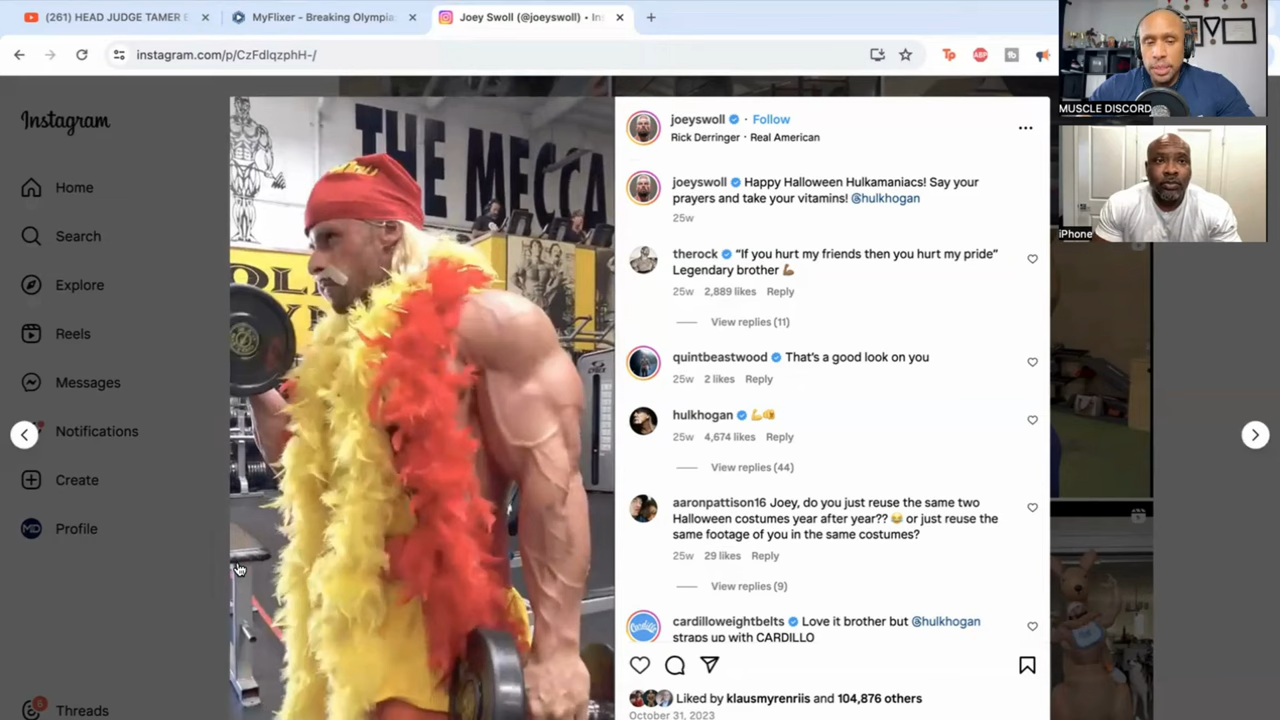 (261) HEAD JUDGE TAMER E
MyFlixer - Breaking Olympia
Joey Swoll (@joeyswoll) • In
instagram.com/p/CzFdlqzphH-/
Tp
ABP
MUSCLE DISCORD
iPhone
Instagram
Home
Search
Explore
Reels
Messages
Notifications
Create
MD
Profile
6
Threads
THE MECCA
joeyswoll • Follow
Rick Derringer • Real American
joeyswoll Happy Halloween Hulkamaniacs! Say your
prayers and take your vitamins! @hulkhogan
25w
therock “If you hurt my friends then you hurt my pride”
Legendary brother 💪🏾
25w 2,889 likes Reply
View replies (11)
quintbeastwood That's a good look on you
25w 2 likes Reply
hulkhogan 💪👊
25w 4,674 likes Reply
View replies (44)
aaronpattison16 Joey, do you just reuse the same two
Halloween costumes year after year?? 😂 or just reuse the
same footage of you in the same costumes?
25w 29 likes Reply
View replies (9)
Cardillo
cardilloweightbelts Love it brother but @hulkhogan
straps up with CARDILLO
Liked by klausmyrenriis and 104,876 others
October 31, 2023